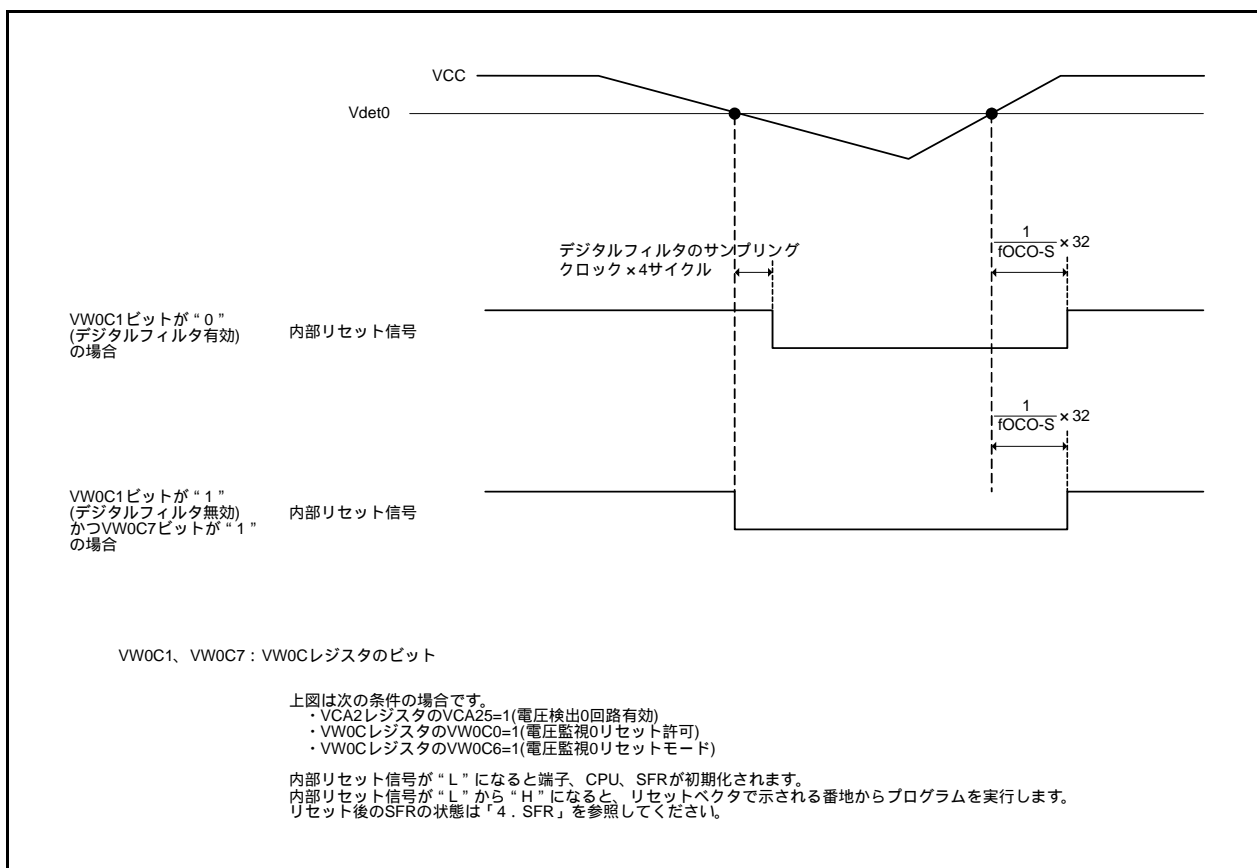 VCC
Vdet0
デジタルフィルタのサンプリング
クロック×4サイクル
1
fOCO-S
×32
VW0C1ビットが“0”
(デジタルフィルタ有効)
の場合
内部リセット信号
1
fOCO-S
×32
VW0C1ビットが“1”
(デジタルフィルタ無効)
かつVW0C7ビットが“1”
の場合
内部リセット信号
VW0C1、VW0C7：VW0Cレジスタのビット
上図は次の条件の場合です。
・VCA2レジスタのVCA25=1(電圧検出0回路有効)
・VW0CレジスタのVW0C0=1(電圧監視0リセット許可)
・VW0CレジスタのVW0C6=1(電圧監視0リセットモード)
内部リセット信号が“L”になると端子、CPU、SFRが初期化されます。
内部リセット信号が“L”から“H”になると、リセットベクタで示される番地からプログラムを実行します。
リセット後のSFRの状態は「4．SFR」を参照してください。